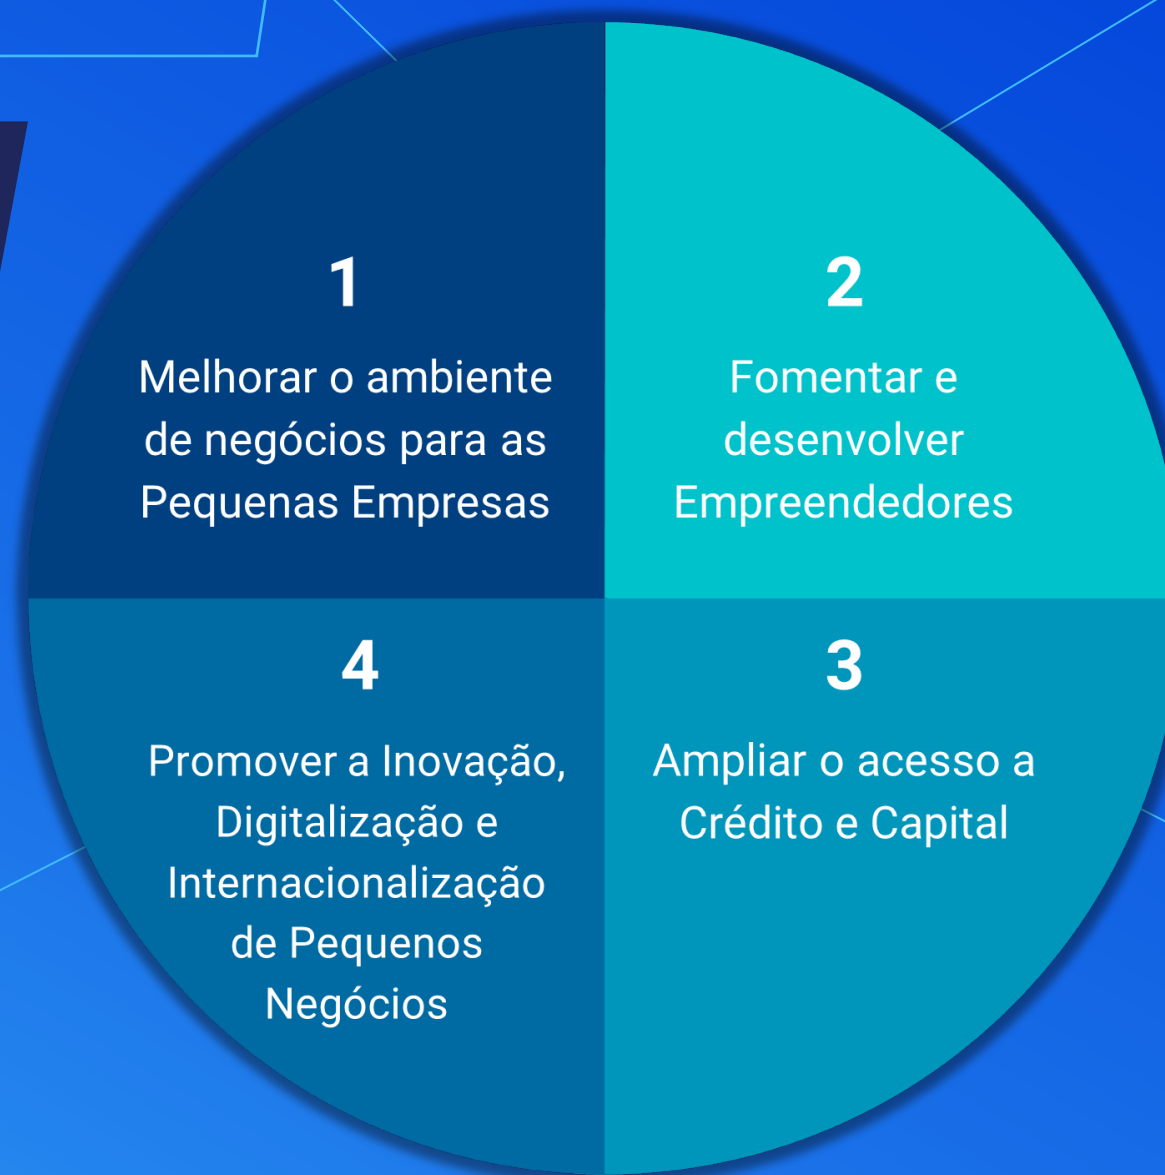 1
Melhorar o ambiente
de negócios para as
Pequenas Empresas
2
Fomentar e
desenvolver
Empreendedores
3
Ampliar o acesso a
Crédito e Capital
4
Promover a Inovação,
Digitalização e
Internacionalização
de Pequenos
Negócios